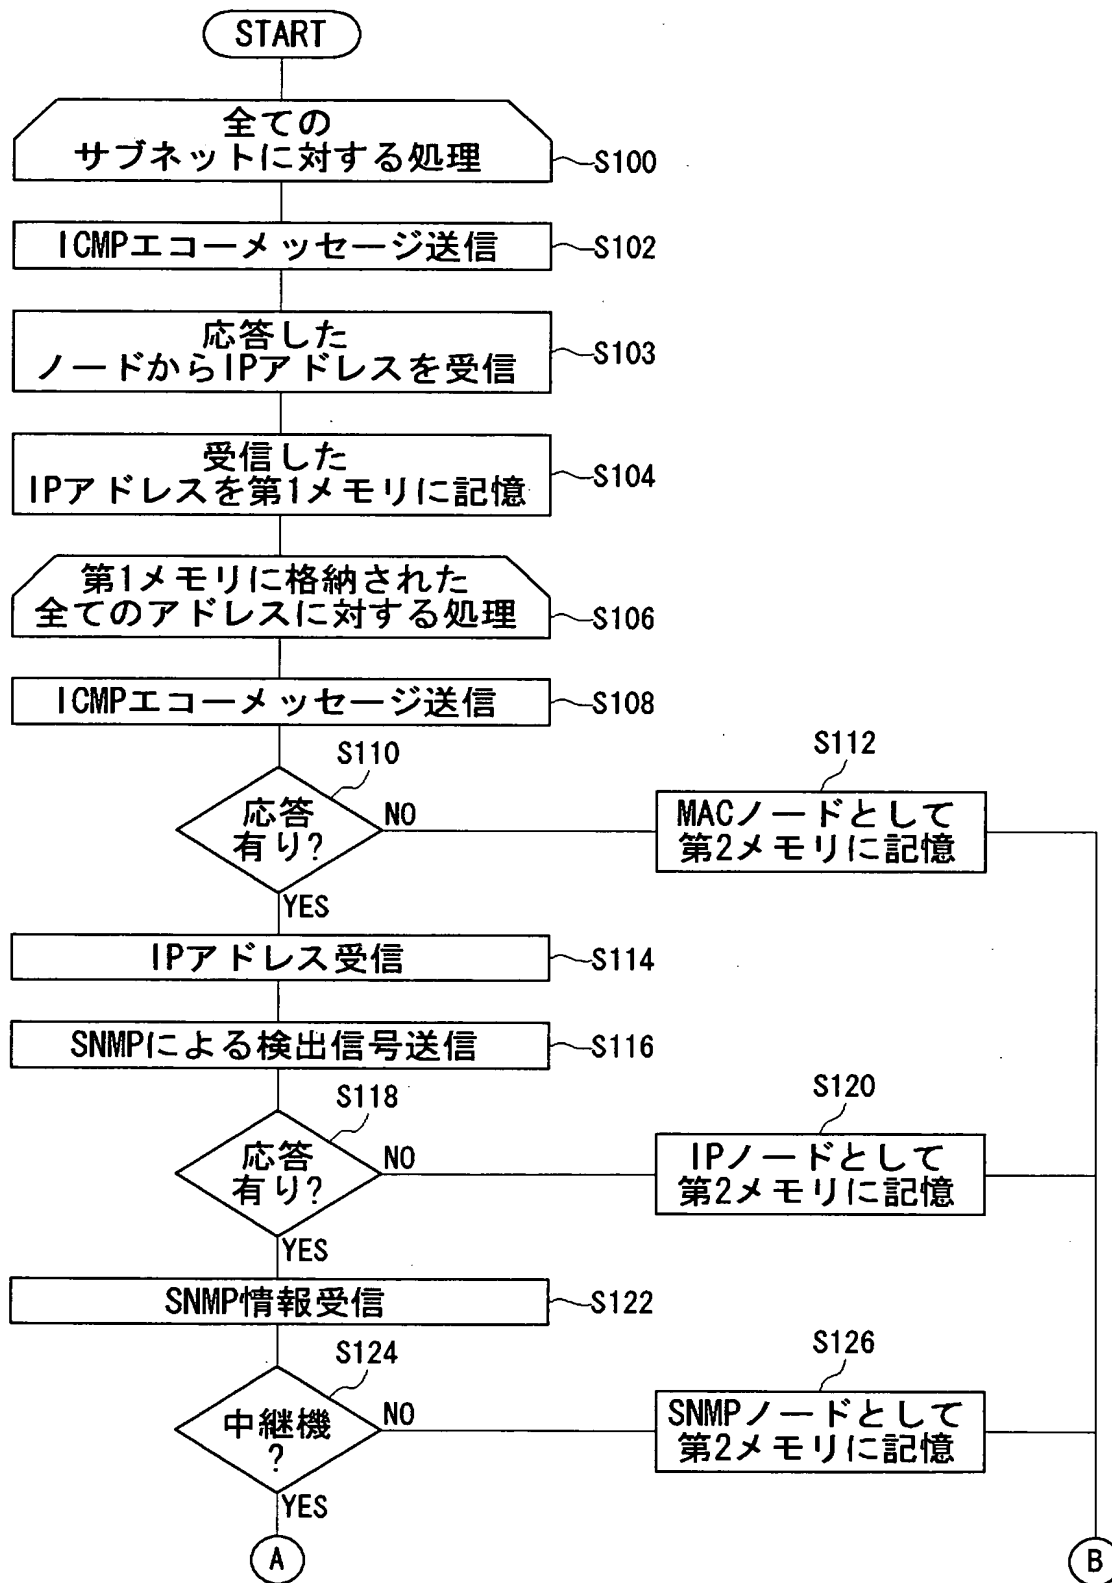 START
全ての
サブネットに対する処理
S100
ICMPエコーメッセージ送信
S102
応答した
ノードからIPアドレスを受信
S103
受信した
IPアドレスを第1メモリに記憶
S104
第1メモリに格納された
全てのアドレスに対する処理
S106
ICMPエコーメッセージ送信
S108
S110
応答
有り?
NO
YES
S112
MACノードとして
第2メモリに記憶
IPアドレス受信
S114
SNMPによる検出信号送信
S116
S118
応答
有り?
NO
YES
S120
IPノードとして
第2メモリに記憶
SNMP情報受信
S122
S124
中継機
?
NO
YES
S126
SNMPノードとして
第2メモリに記憶
A
B